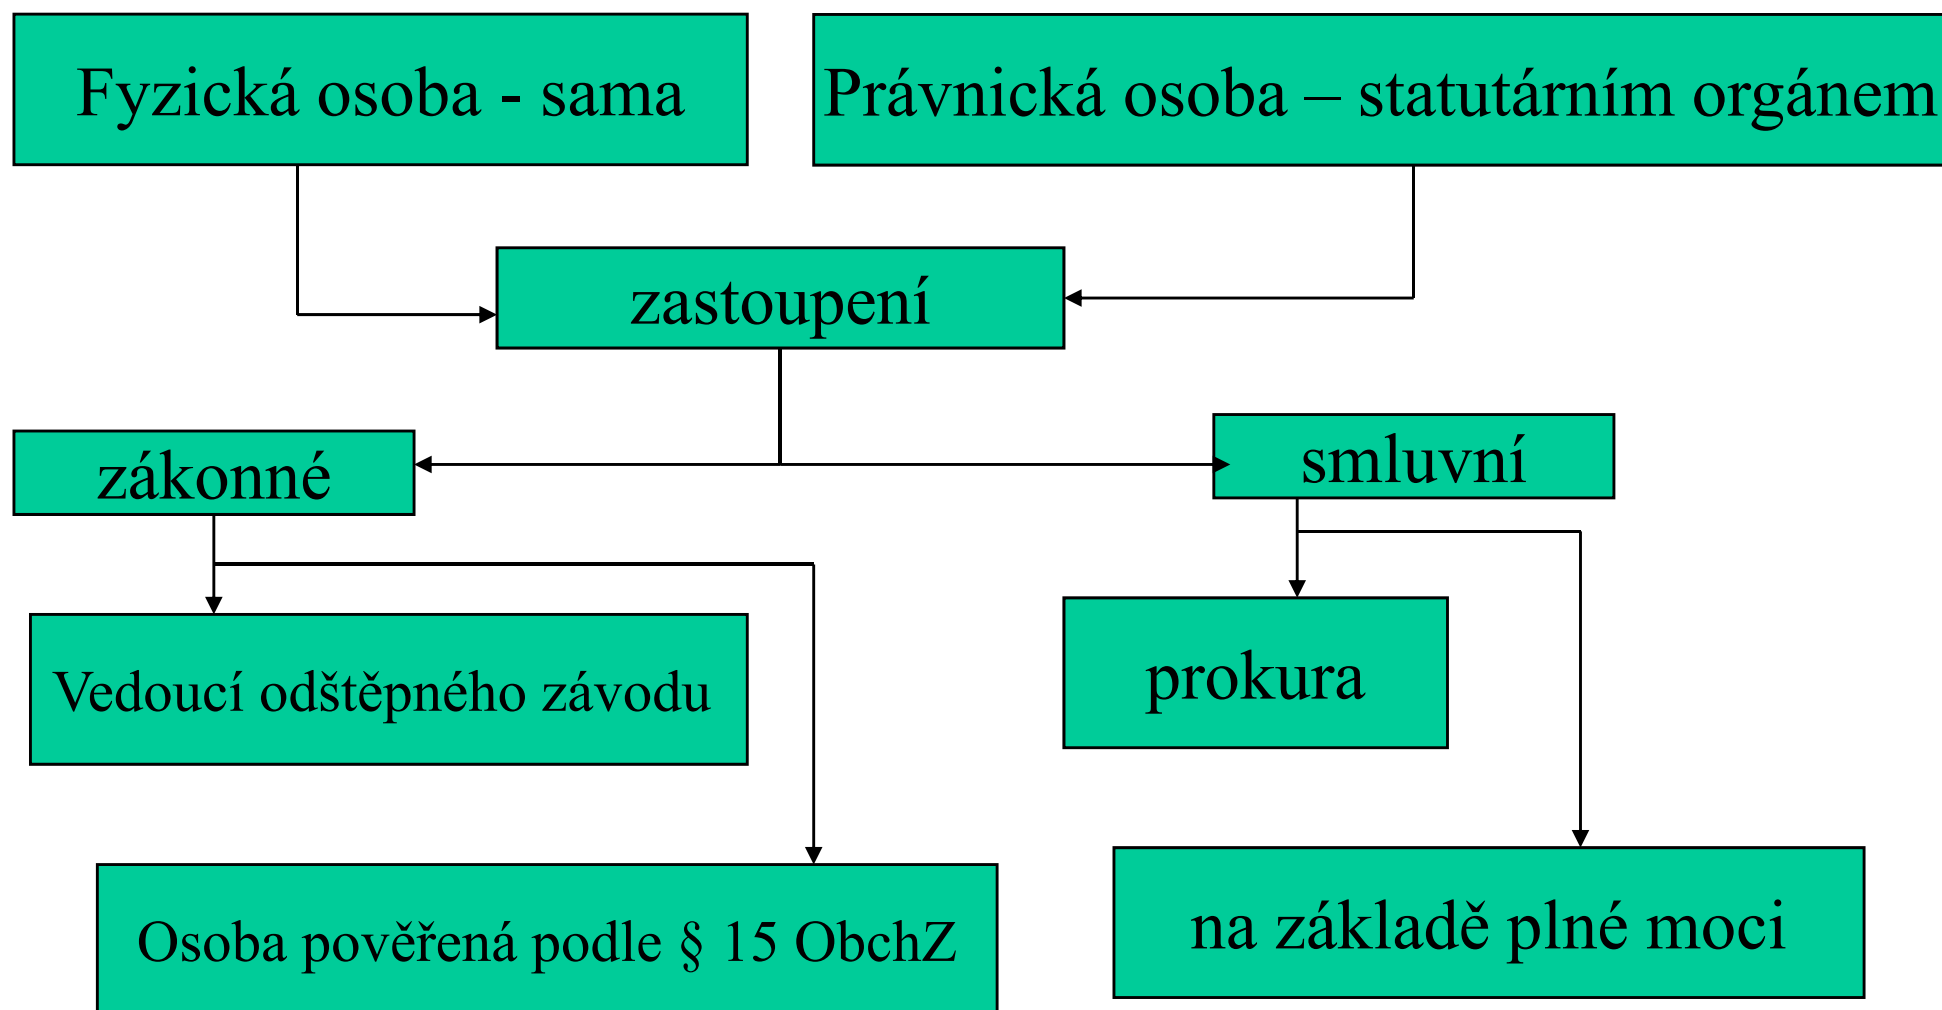 Fyzická osoba - sama
Právnická osoba – statutárním orgánem
zastoupení
zákonné
smluvní
Vedoucí odštěpného závodu
prokura
Osoba pověřená podle § 15 ObchZ
na základě plné moci